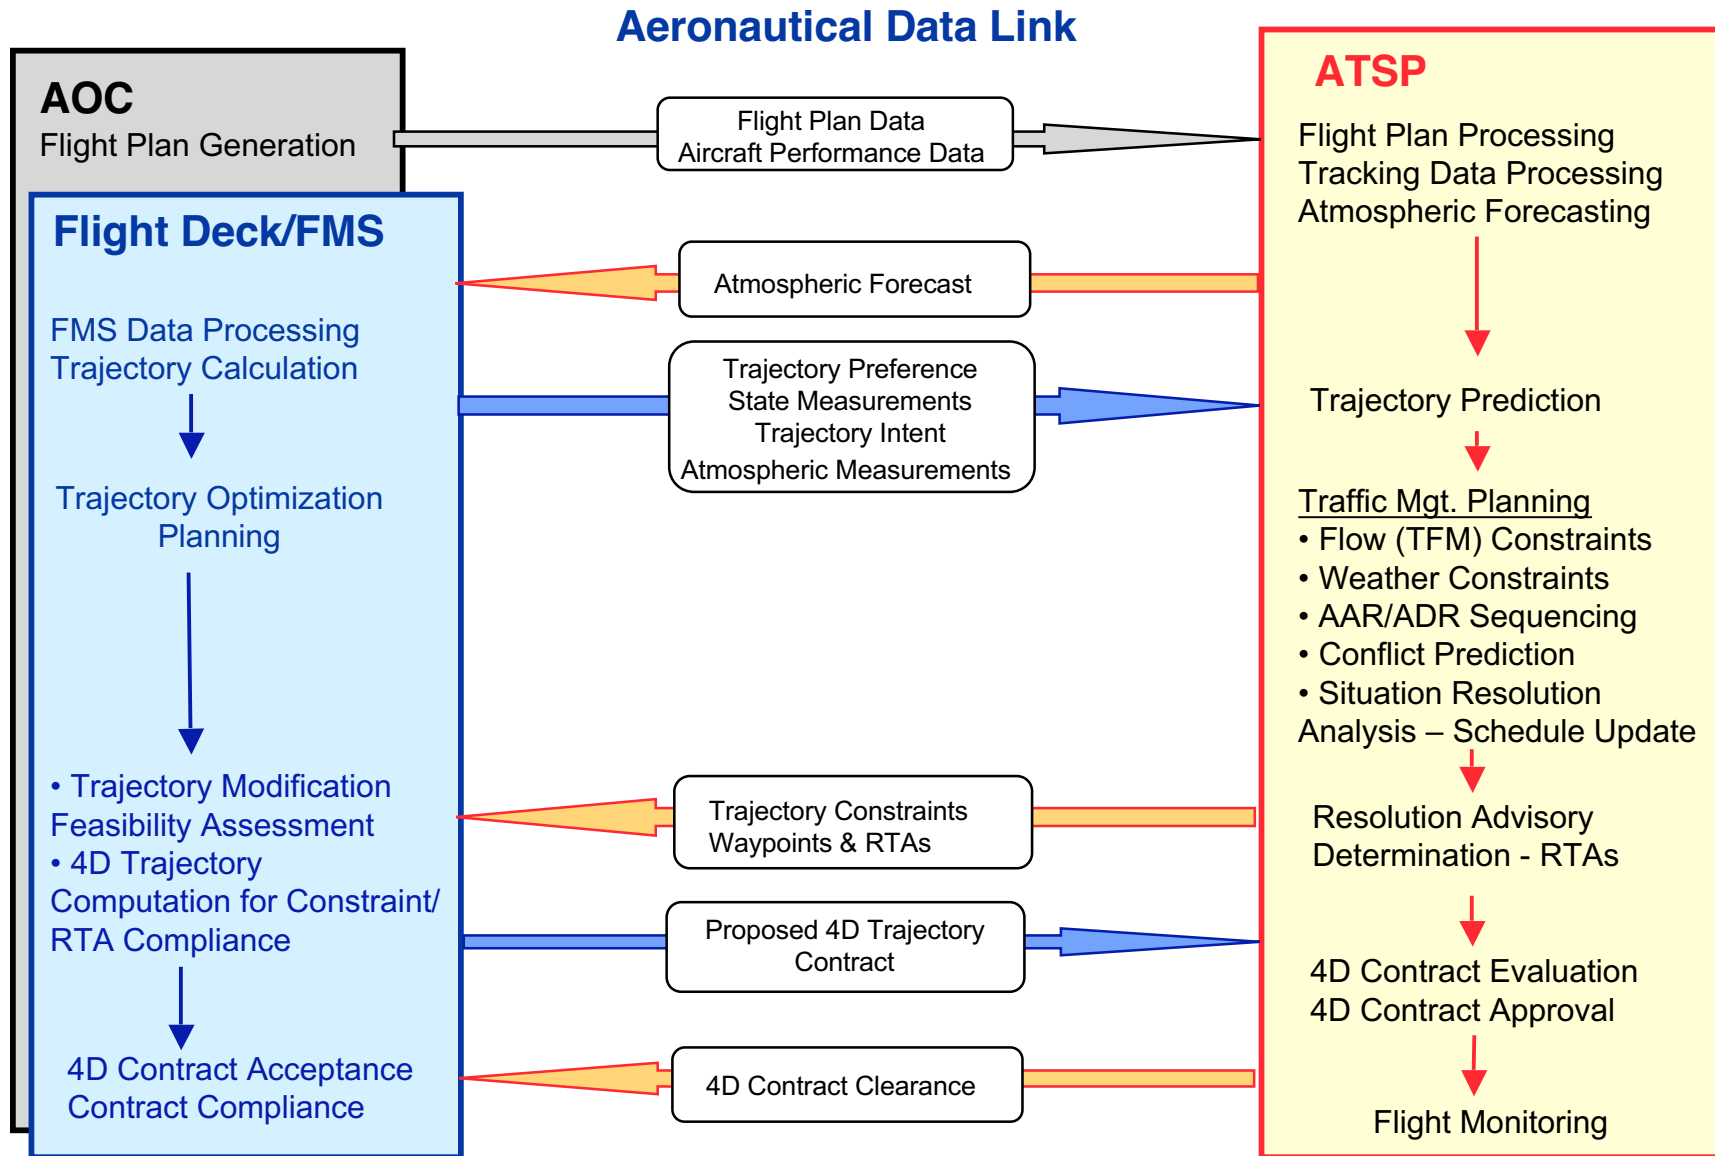 Aeronautical Data Link
AOC
Flight Plan Generation
Flight Deck/FMS
FMS Data Processing
Trajectory Calculation
Trajectory Optimization
Planning
• Trajectory Modification
Feasibility Assessment
• 4D Trajectory
Computation for Constraint/
RTA Compliance
4D Contract Acceptance
Contract Compliance
Flight Plan Data
Aircraft Performance Data
Atmospheric Forecast
Trajectory Preference
State Measurements
Trajectory Intent
Atmospheric Measurements
Trajectory Constraints
Waypoints & RTAs
Proposed 4D Trajectory
Contract
4D Contract Clearance
ATSP
Flight Plan Processing
Tracking Data Processing
Atmospheric Forecasting
Trajectory Prediction
Traffic Mgt. Planning
• Flow (TFM) Constraints
• Weather Constraints
• AAR/ADR Sequencing
• Conflict Prediction
• Situation Resolution
Analysis – Schedule Update
Resolution Advisory
Determination - RTAs
4D Contract Evaluation
4D Contract Approval
Flight Monitoring